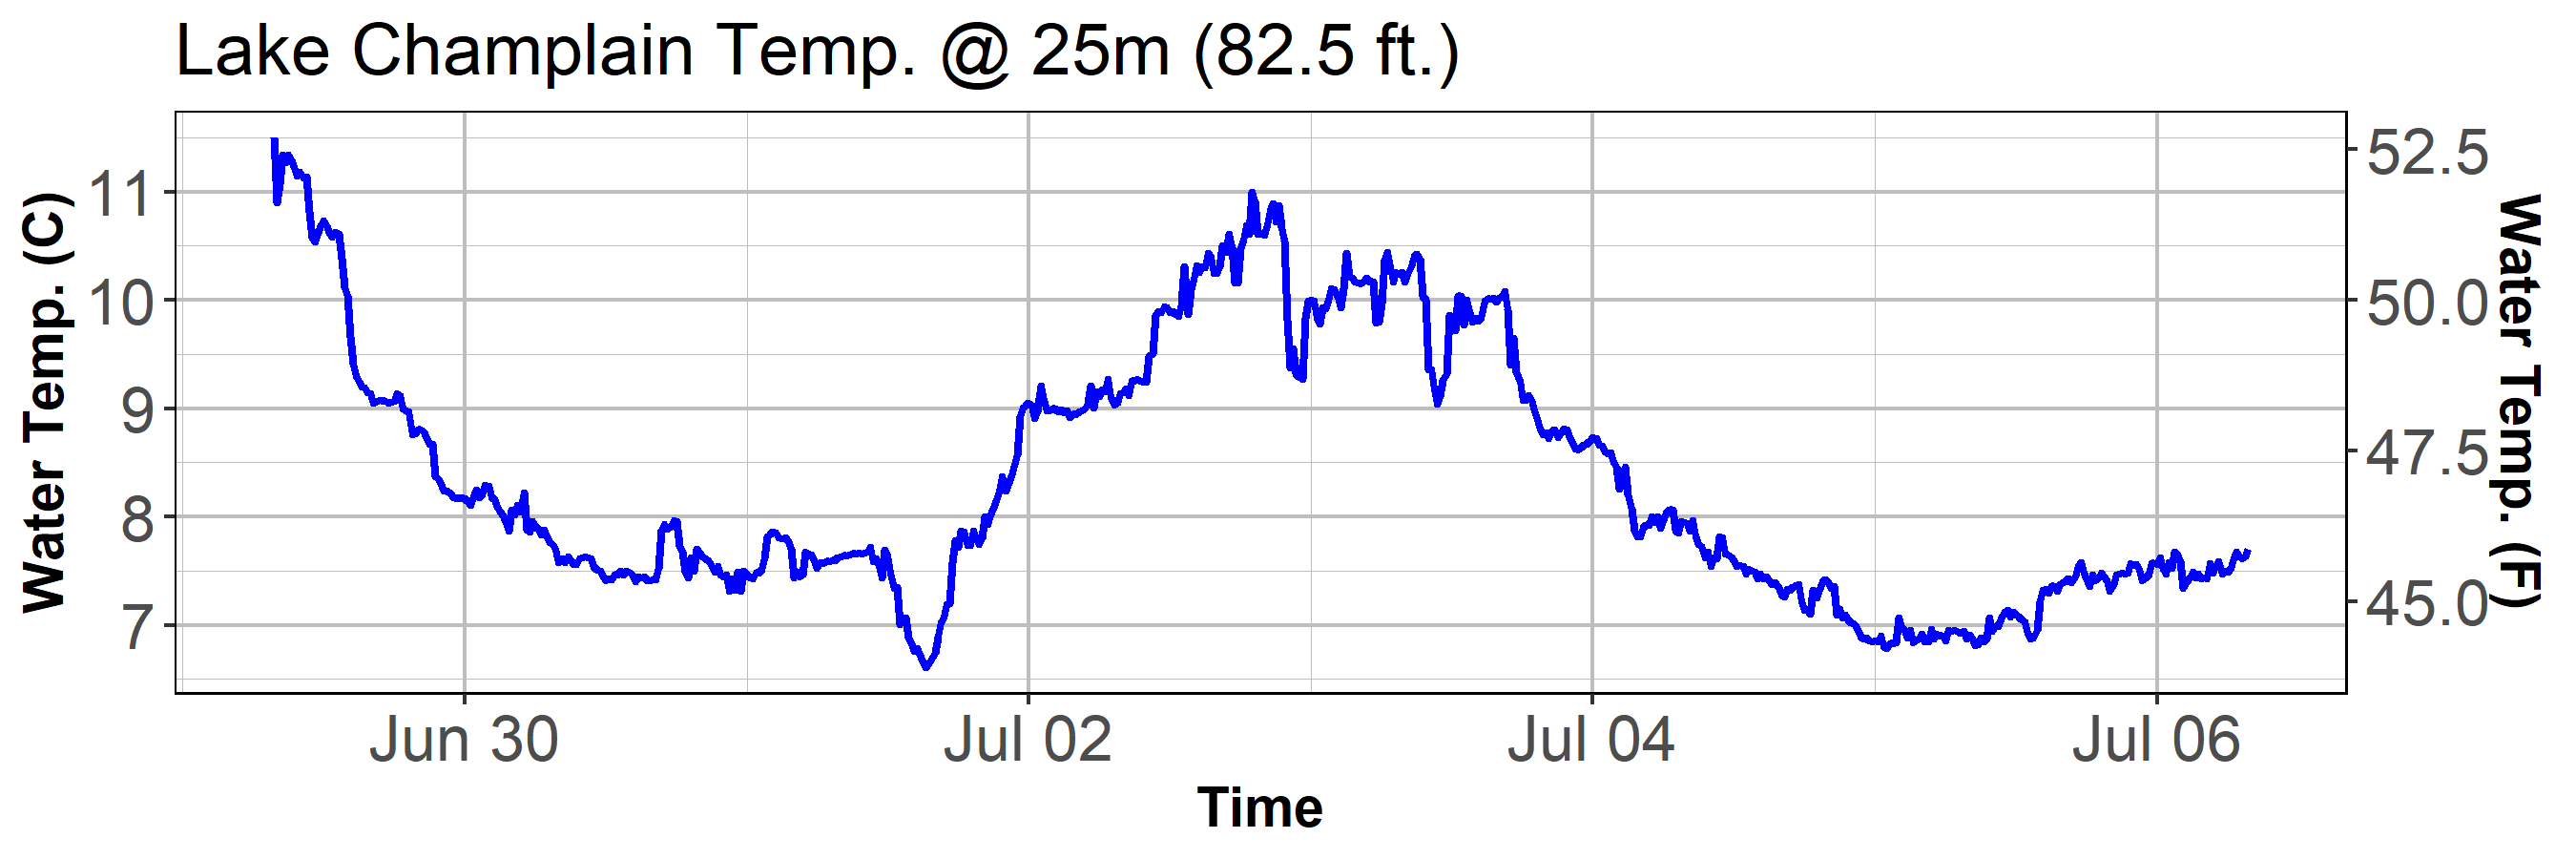 Lake Champlain Temp. @ 25m (82.5 ft.)
Water Temp. (C)
11
10
9
8
7
52.5
50.0
47.5
45.0
Water Temp. (F)
Jun 30
Jul 02
Jul 04
Jul 06
Time